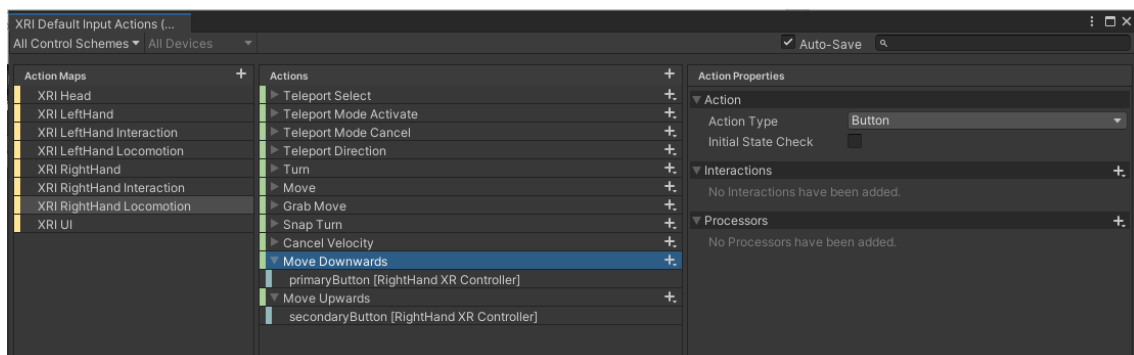 XRI Default Input Actions (...
All Control Schemes All Devices
Auto-Save
Action Maps
XRI Head
XRI LeftHand
XRI LeftHand Interaction
XRI LeftHand Locomotion
XRI RightHand
XRI RightHand Interaction
XRI RightHand Locomotion
XRI UI
Actions
Teleport Select
Teleport Mode Activate
Teleport Mode Cancel
Teleport Direction
Turn
Move
Grab Move
Snap Turn
Cancel Velocity
Move Downwards
primaryButton [RightHand XR Controller]
Move Upwards
secondaryButton [RightHand XR Controller]
Action Properties
Action
Action Type Button
Initial State Check
Interactions
No Interactions have been added.
Processors
No Processors have been added.